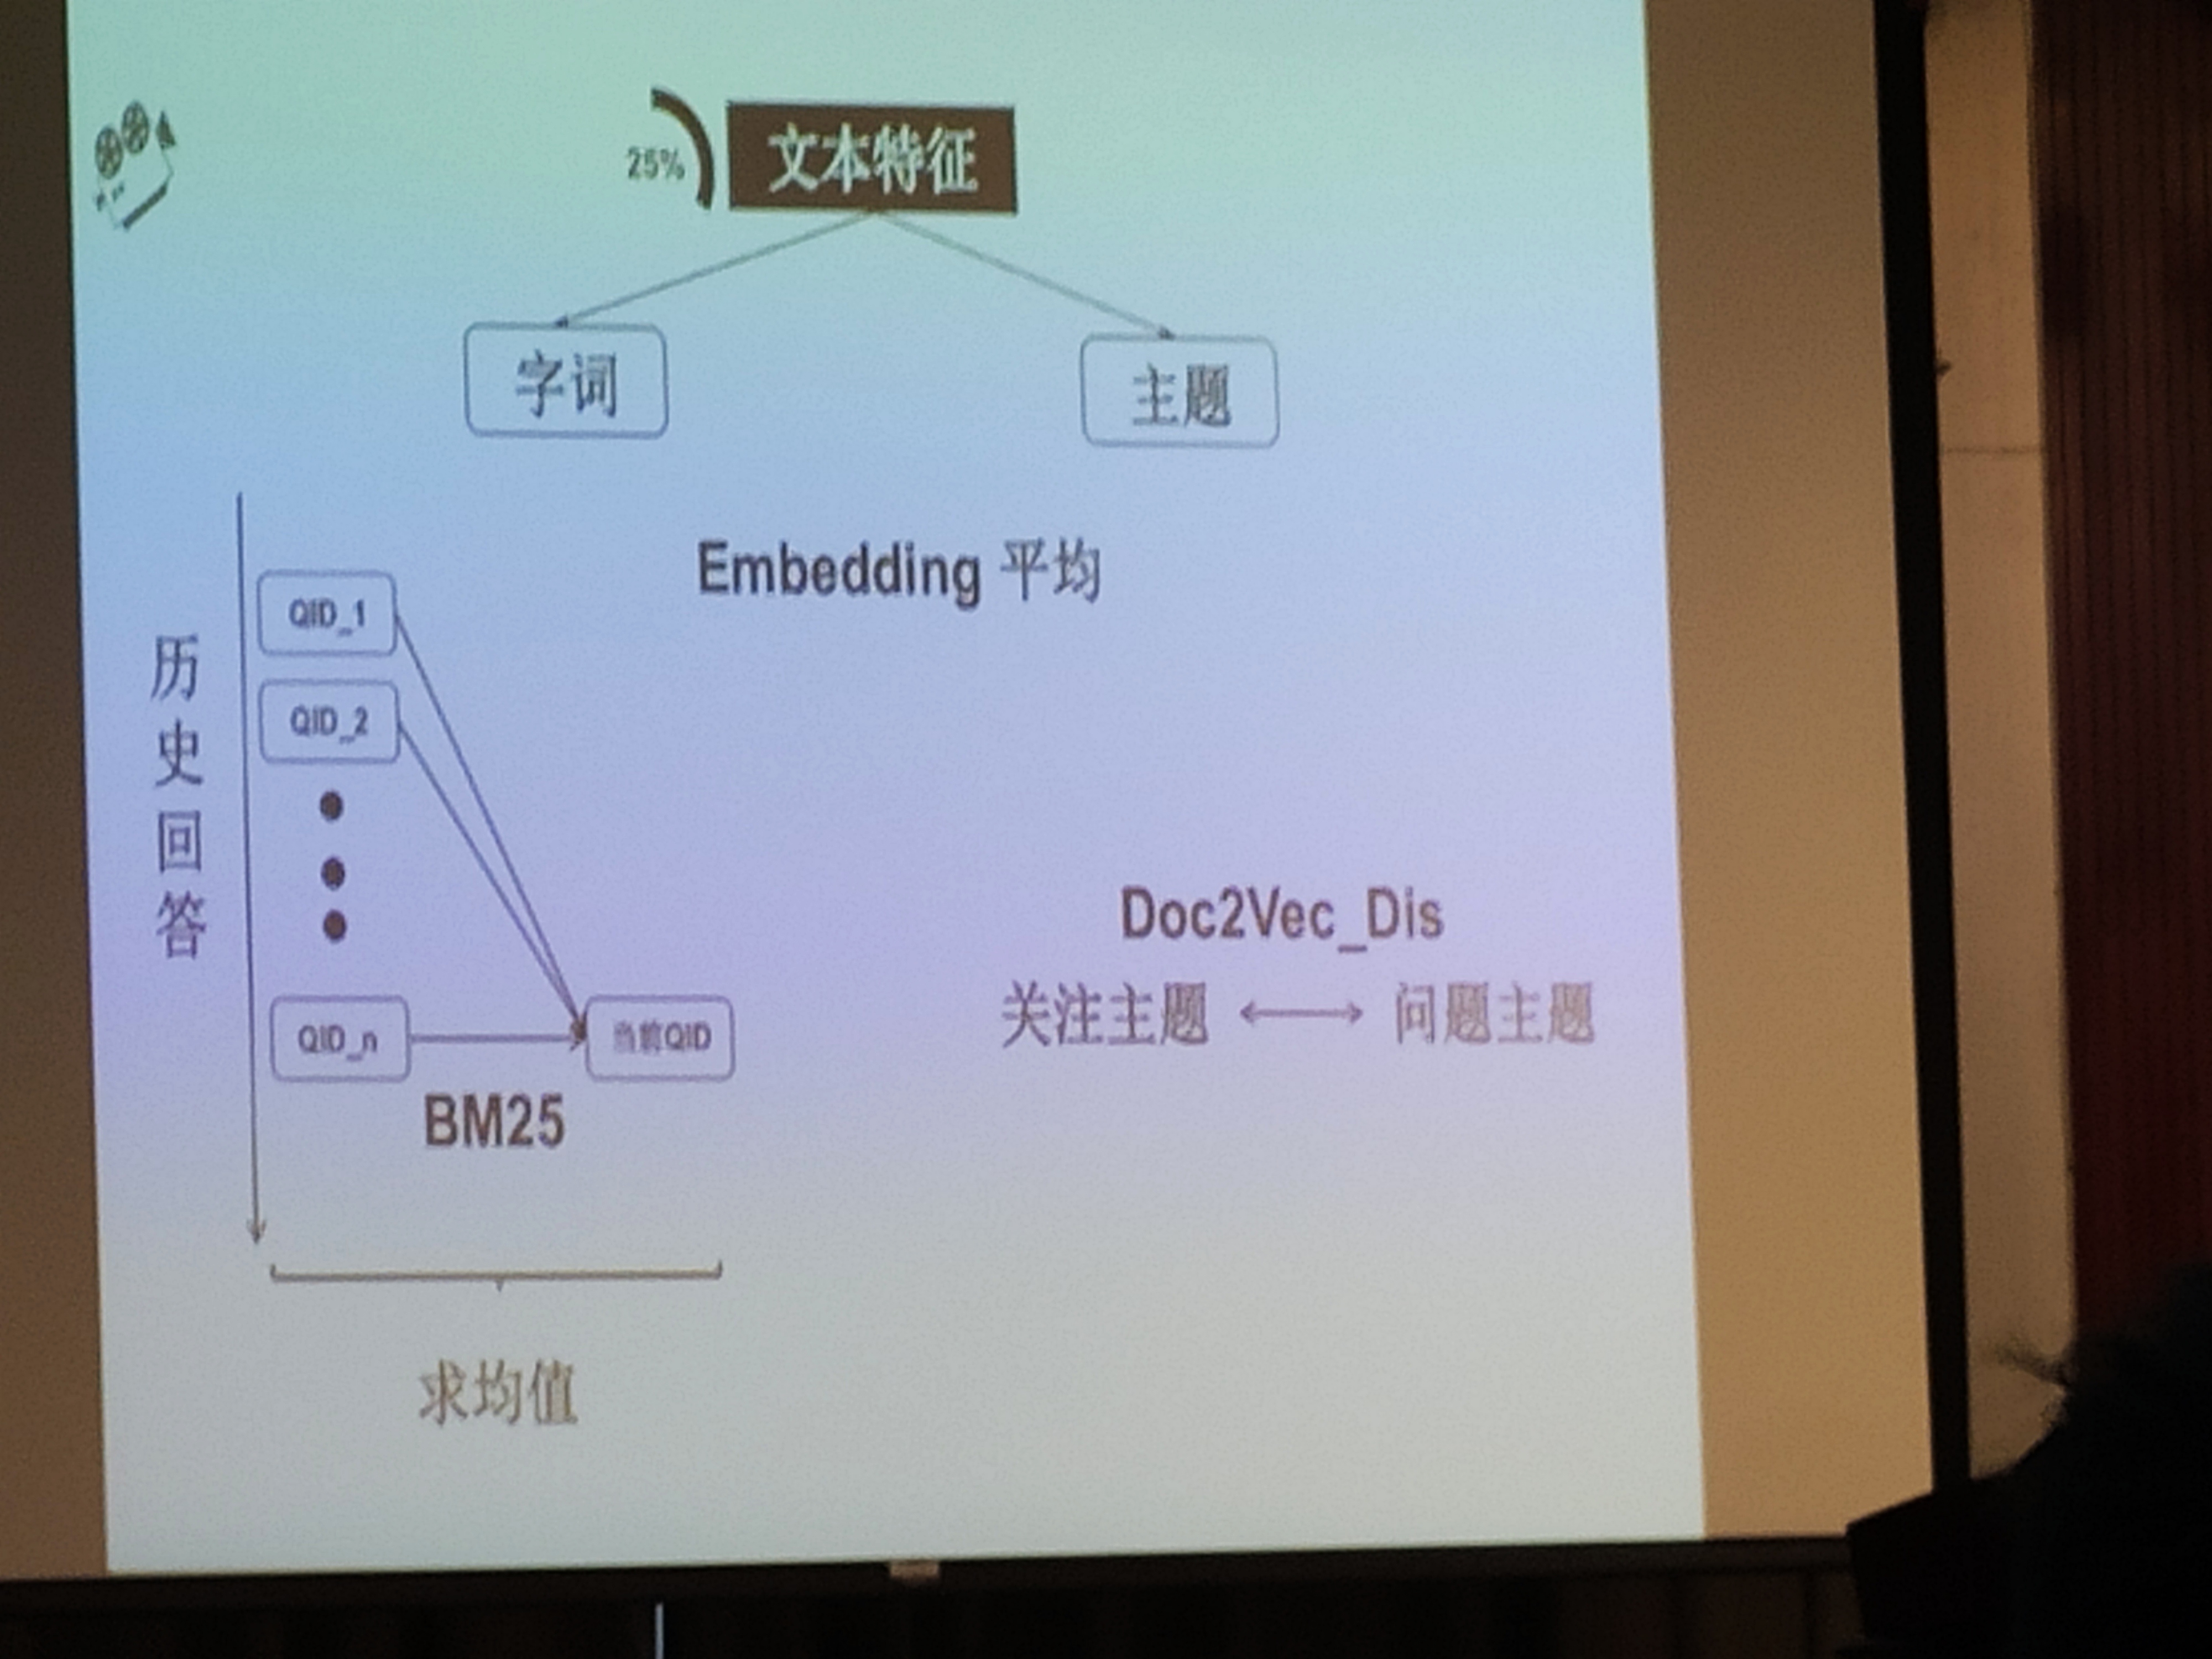 25%
文本特征
字词
主题
Embedding 平均
历史回答
QID_1
QID_2
QID_n
当前QID
BM25
求均值
Doc2Vec_Dis
关注主题 ←→ 问题主题